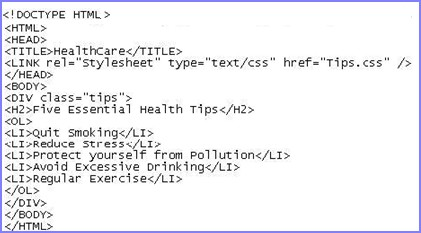 <!DOCTYPE HTML>
<HTML>
<HEAD>
<TITLE>HealthCare</TITLE>
<LINK rel="Stylesheet" type="text/css" href="Tips.css" />
</HEAD>
<BODY>
<DIV class="tips">
<H2>Five Essential Health Tips</H2>
<OL>
<LI>Quit Smoking</LI>
<LI>Reduce Stress</LI>
<LI>Protect yourself from Pollution</LI>
<LI>Avoid Excessive Drinking</LI>
<LI>Regular Exercise</LI>
</OL>
</DIV>
</BODY>
</HTML>